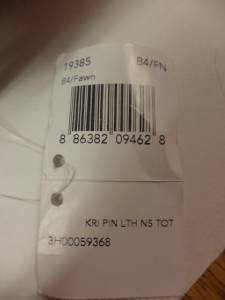 19385 B4/FN
B4/Fawn
8 86382 09462 8
KRI PIN LTH NS TOT
3H00059368